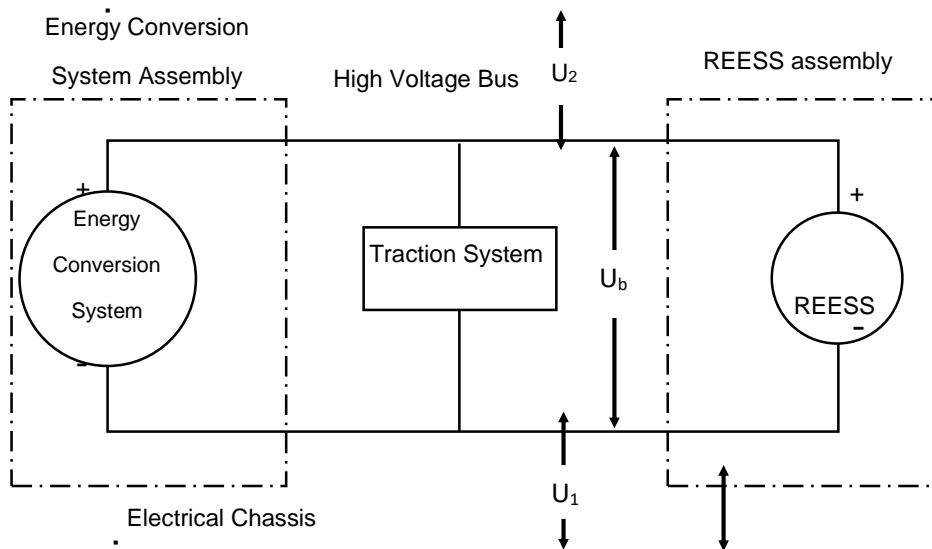 Energy Conversion
System Assembly
High Voltage Bus
U2
REESS assembly
+
Energy
Conversion
System
-
Traction System
Ub
+
REESS
-
U1
Electrical Chassis